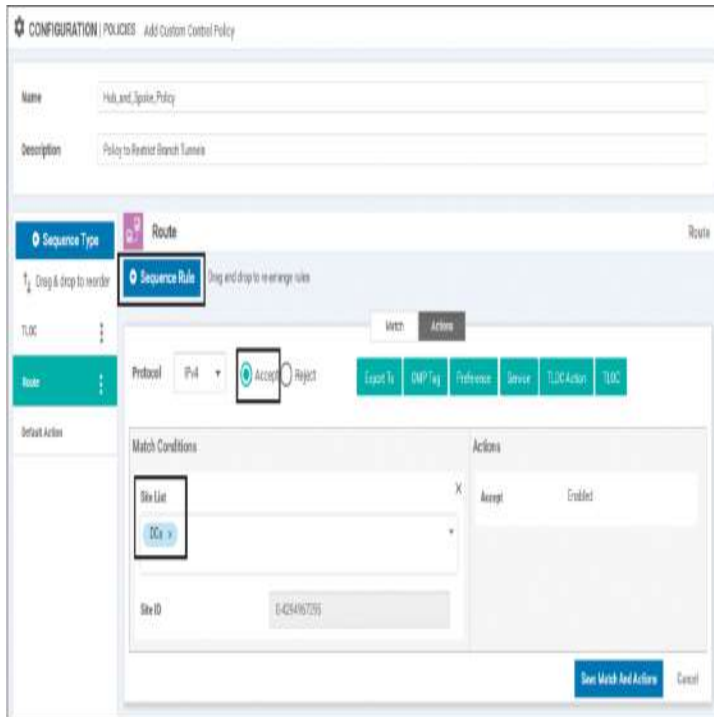 CONFIGURATION | POLICIES Add Custom Control Policy
Name Hub_and_Spoke_Policy
Description Policy to Restrict Branch Tunnels
Sequence Type
Drag & drop to reorder
TLOC
Route
Default Action
Route Route
Sequence Rule Drag and drop to re-arrange rules
Match Actions
Protocol IPv4 Accept Reject Export To OMP Tag Preference Service TLOC Action TLOC
Match Conditions Actions
Site List X
DCs x
Accept Enabled
Site ID 0-4294967295
Save Match And Actions Cancel